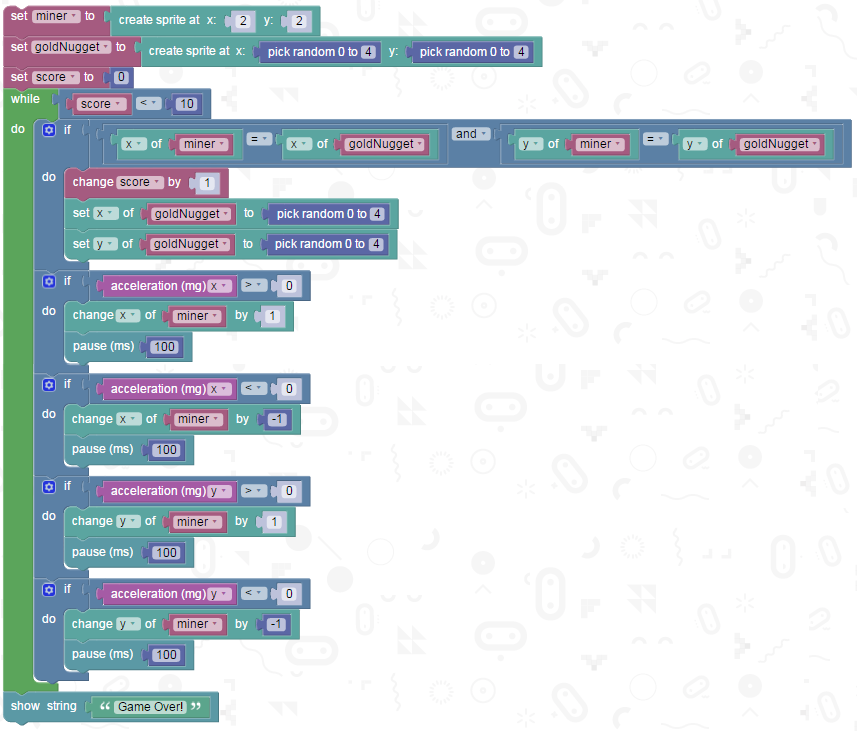 set miner to create sprite at x: 2 y: 2
set goldNugget to create sprite at x: pick random 0 to 4 y: pick random 0 to 4
set score to 0
while score < 10
do if x of miner = x of goldNugget and y of miner = y of goldNugget
do change score by 1
set x of goldNugget to pick random 0 to 4
set y of goldNugget to pick random 0 to 4
if acceleration (mg) x > 0
do change x of miner by 1
pause (ms) 100
if acceleration (mg) x < 0
do change x of miner by -1
pause (ms) 100
if acceleration (mg) y > 0
do change y of miner by 1
pause (ms) 100
if acceleration (mg) y < 0
do change y of miner by -1
pause (ms) 100
show string “ Game Over! ”